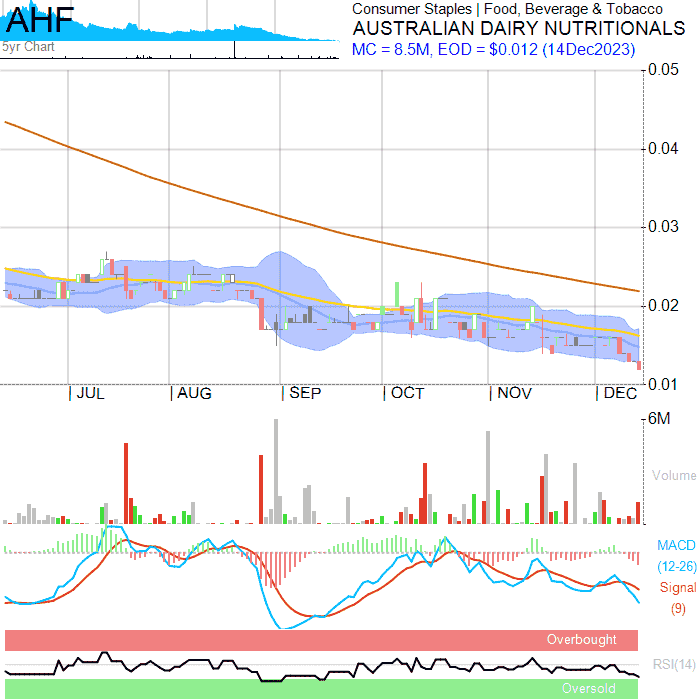 AHF
5yr Chart
Consumer Staples | Food, Beverage & Tobacco
AUSTRALIAN DAIRY NUTRITIONALS
MC = 8.5M, EOD = $0.012 (14Dec2023)
0.05
0.04
0.03
0.02
0.01
JUL AUG SEP OCT NOV DEC
6M
Volume
MACD
(12-26)
Signal
(9)
Overbought
RSI(14)
Oversold